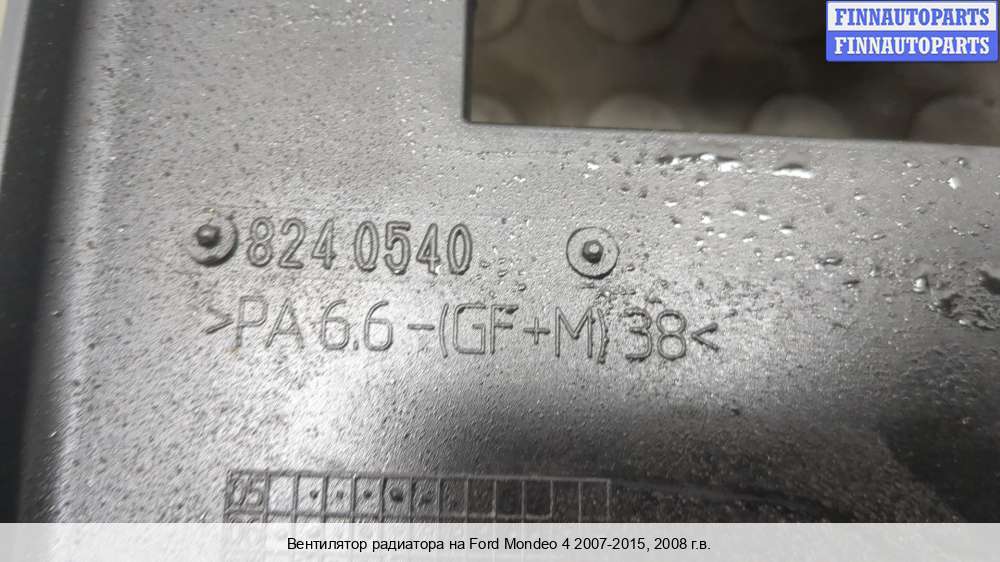 FINNAUTOPARTS
FINNAUTOPARTS
8240540
>PA 6.6-(GF+M) 38<
05
Вентилятор радиатора на Ford Mondeo 4 2007-2015, 2008 г.в.